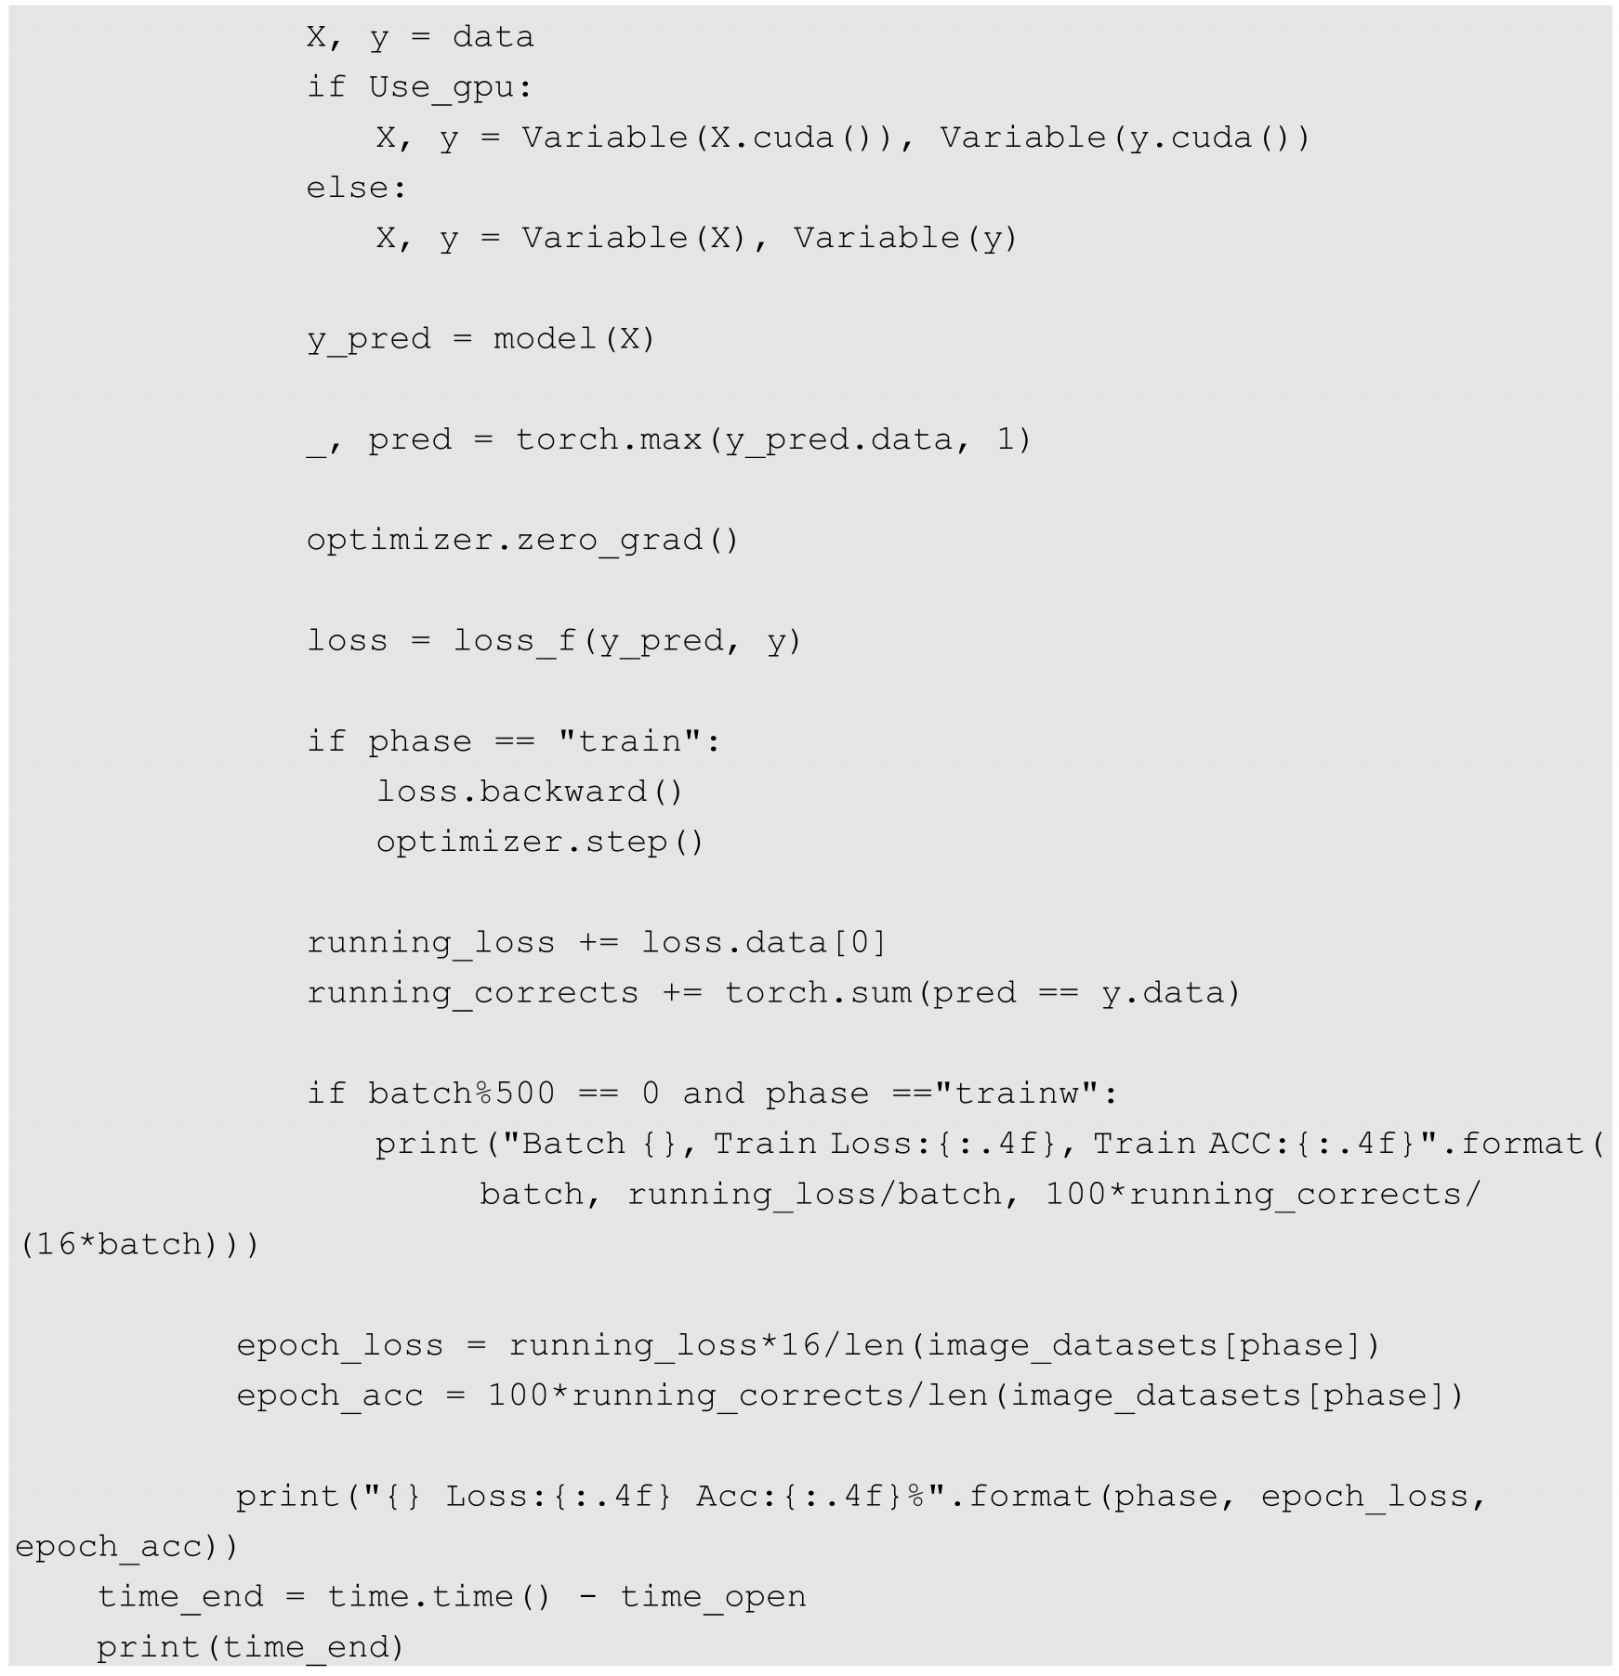 X, y = data
if Use_gpu:
X, y = Variable(X.cuda()), Variable(y.cuda())
else:
X, y = Variable(X), Variable(y)
y_pred = model(X)
_, pred = torch.max(y_pred.data, 1)
optimizer.zero_grad()
loss = loss_f(y_pred, y)
if phase == "train":
loss.backward()
optimizer.step()
running_loss += loss.data[0]
running_corrects += torch.sum(pred == y.data)
if batch%500 == 0 and phase =="trainw":
print("Batch {}, Train Loss:{:.4f}, Train ACC:{:.4f}".format(
batch, running_loss/batch, 100*running_corrects/
(16*batch)))
epoch_loss = running_loss*16/len(image_datasets[phase])
epoch_acc = 100*running_corrects/len(image_datasets[phase])
print("{} Loss:{:.4f} Acc:{:.4f}%".format(phase, epoch_loss,
epoch_acc))
time_end = time.time() - time_open
print(time_end)